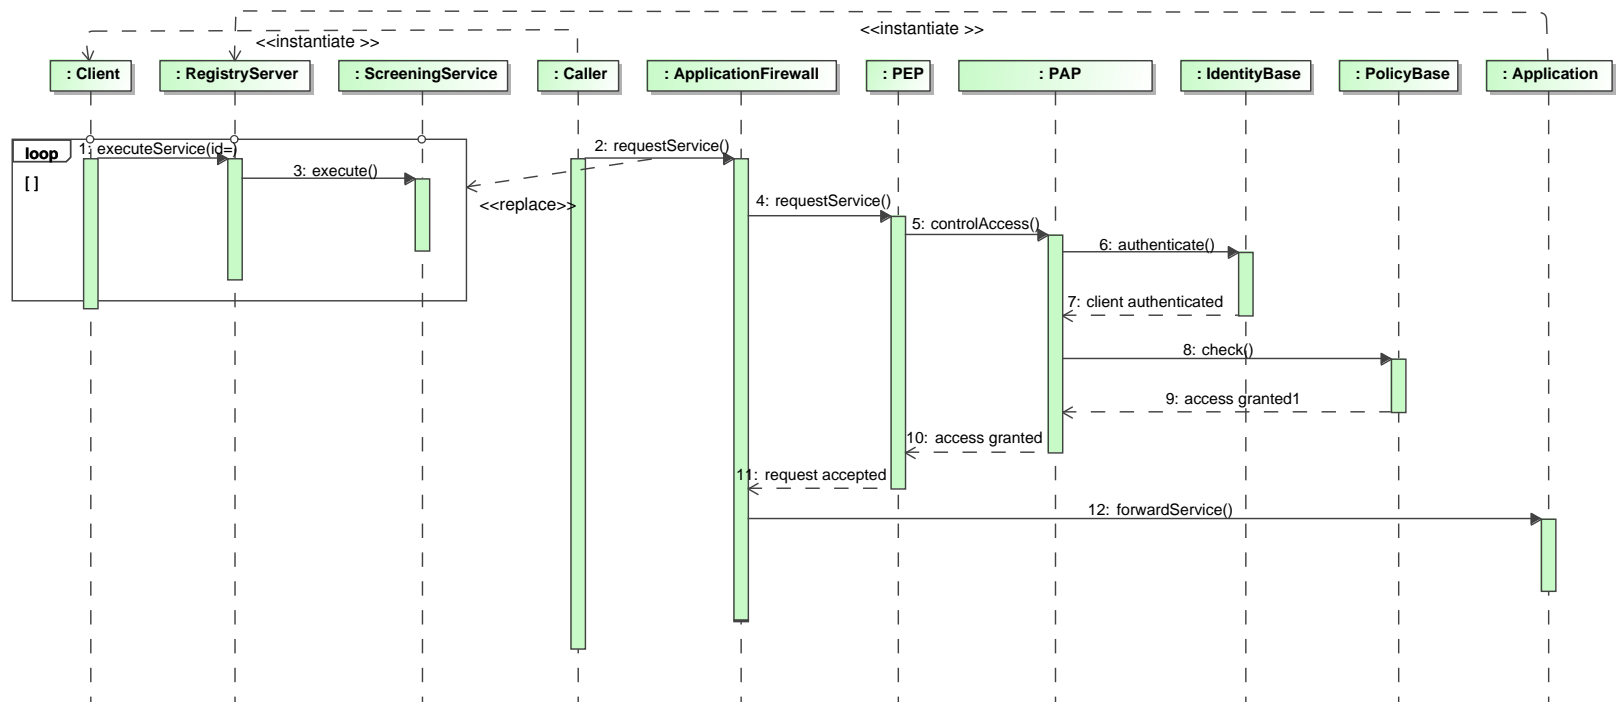 <<instantiate >>
<<instantiate >>
: Client
: RegistryServer
: ScreeningService
: Caller
: ApplicationFirewall
: PEP
: PAP
: IdentityBase
: PolicyBase
: Application
loop
[ ]
1: executeService(id=)
2: requestService()
3: execute()
<<replace>>
4: requestService()
5: controlAccess()
6: authenticate()
7: client authenticated
8: check()
9: access granted1
10: access granted
11: request accepted
12: forwardService()